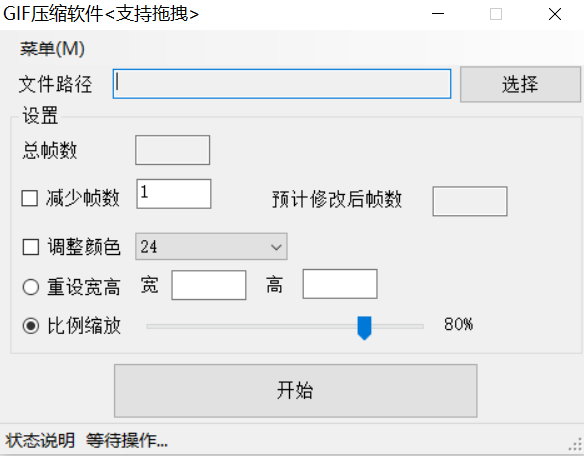 GIF压缩软件<支持拖拽>
菜单(M)
文件路径 选择
设置
总帧数
减少帧数 1 预计修改后帧数
调整颜色 24
重设宽高 宽 高
比例缩放 80%
开始
状态说明 等待操作...